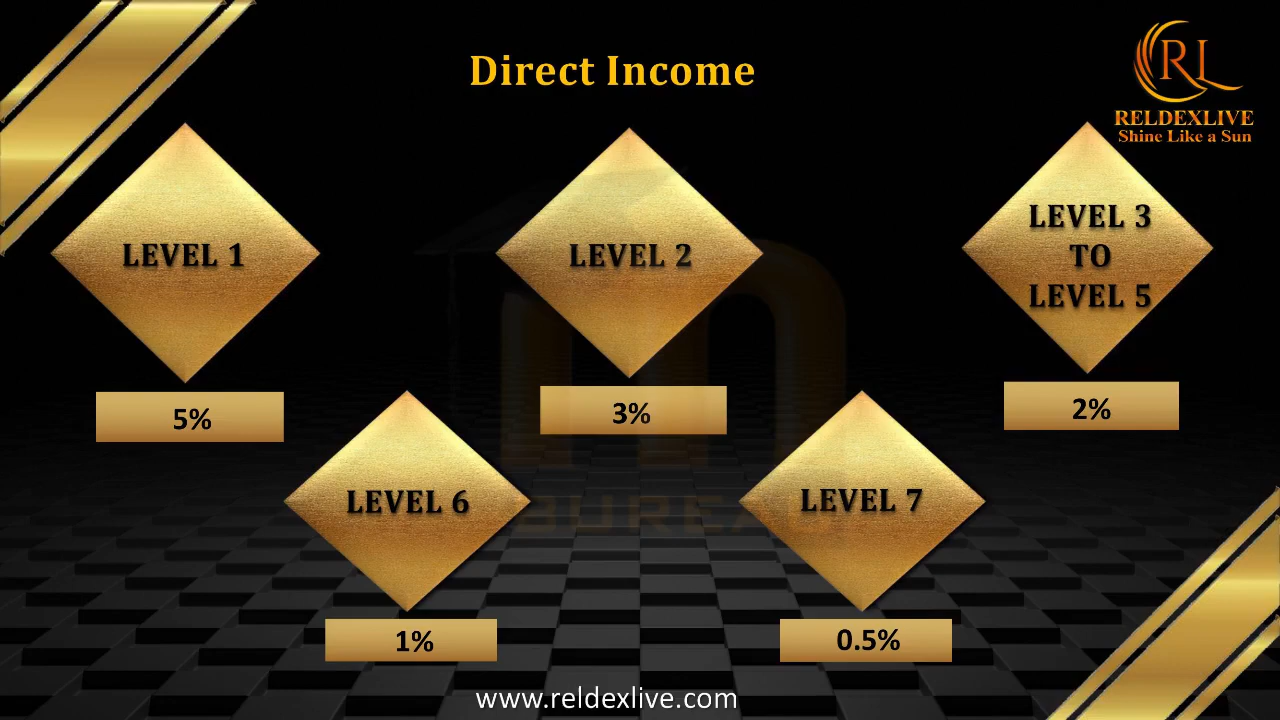 Direct Income
RL
RELDEXLIVE
Shine Like a Sun
LEVEL 1
5%
LEVEL 2
3%
LEVEL 3
TO
LEVEL 5
2%
LEVEL 6
1%
LEVEL 7
0.5%
www.reldexlive.com